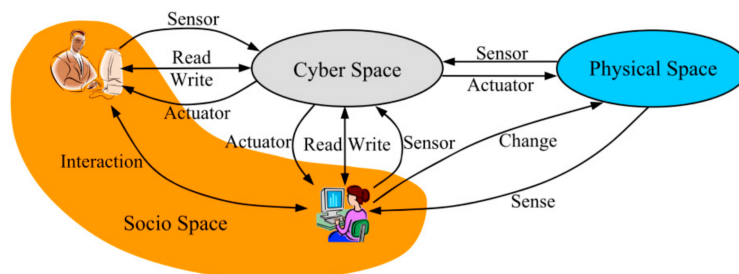 Sensor
Read
Write
Actuator
Cyber Space
Sensor
Actuator
Physical Space
Actuator
Read
Write
Sensor
Change
Interaction
Sense
Socio Space